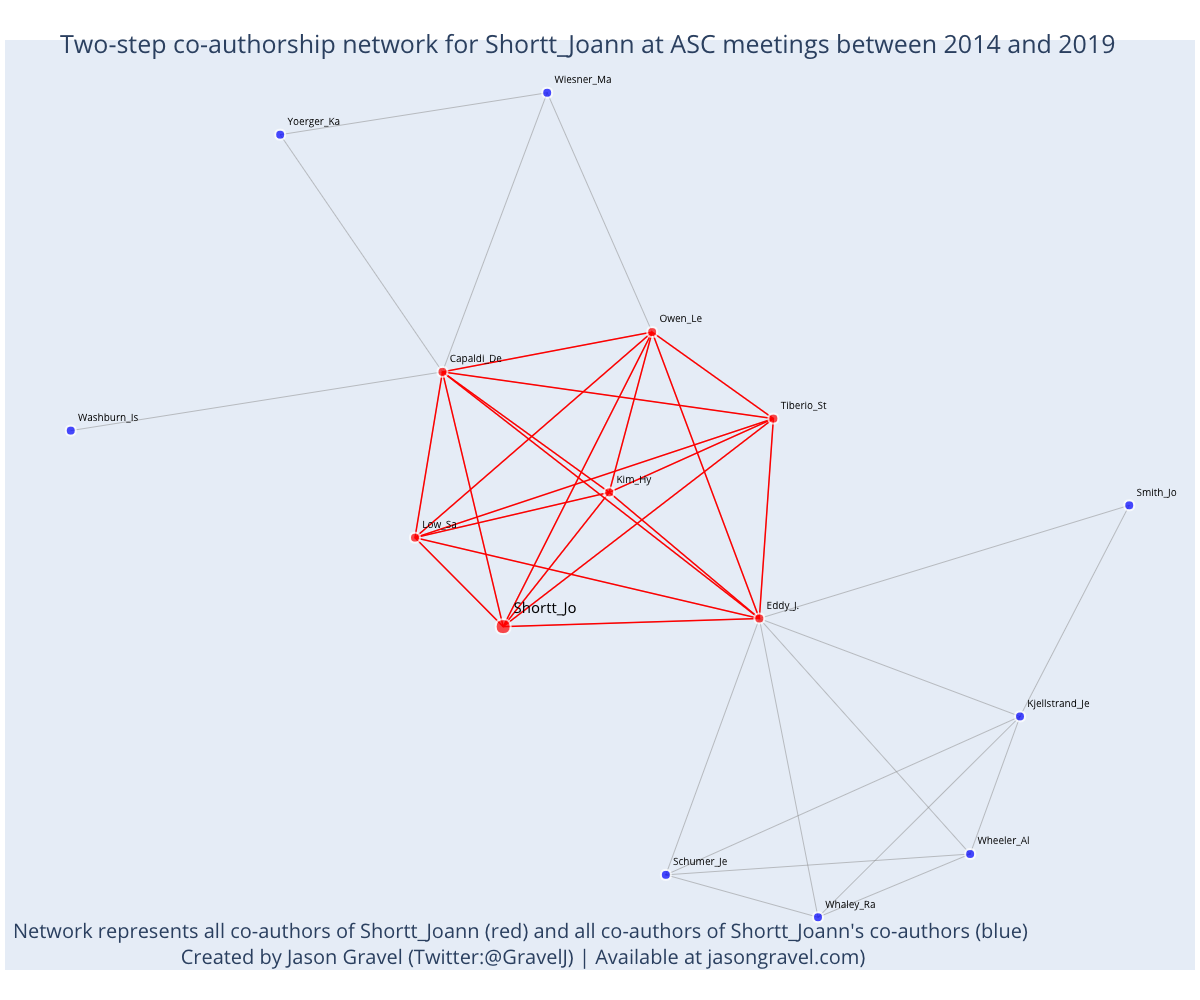 Two-step co-authorship network for Shortt_Joann at ASC meetings between 2014 and 2019
Wiesner_Ma
Yoerger_Ka
Owen_Le
Capaldi_De
Tiberio_St
Washburn_Is
Kim_Hy
Smith_Jo
Low_Sa
Shortt_Jo
Eddy_J.
Kjellstrand_Je
Wheeler_Al
Schumer_Je
Whaley_Ra
Network represents all co-authors of Shortt_Joann (red) and all co-authors of Shortt_Joann's co-authors (blue)
Created by Jason Gravel (Twitter:@GravelJ) | Available at jasongravel.com)